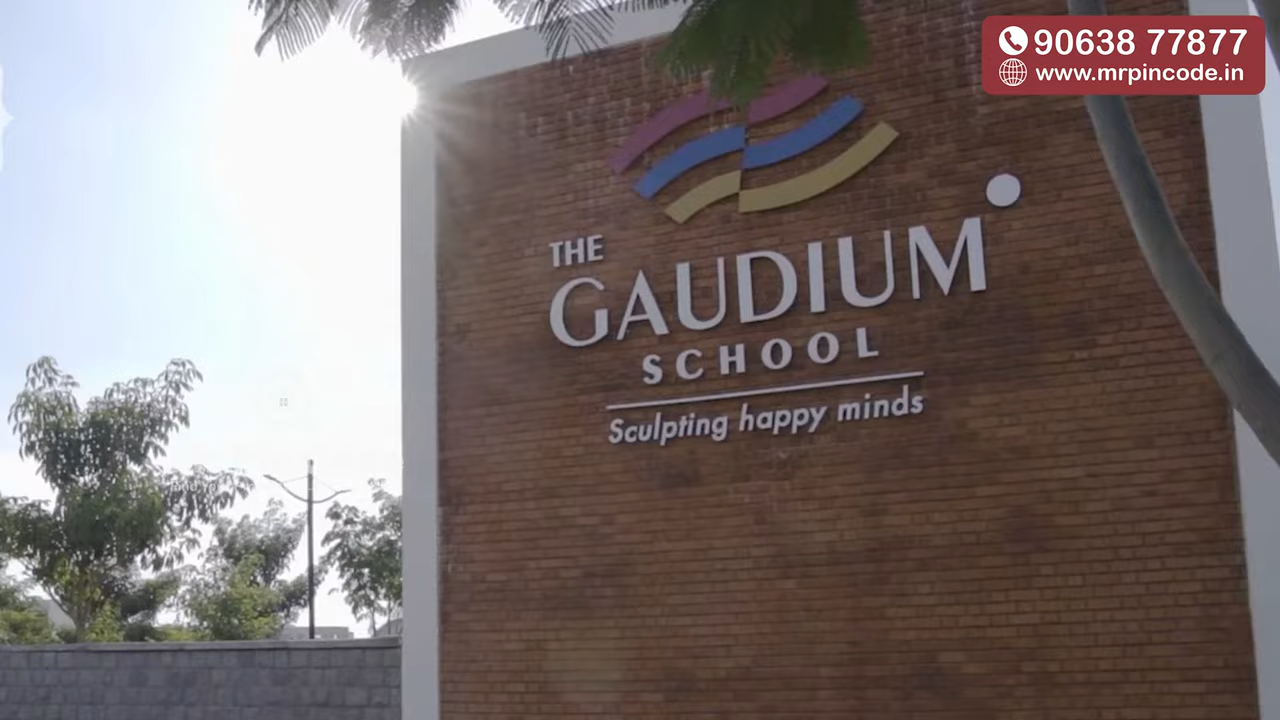 90638 77877
www.mrpincode.in
THE
GAUDIUM
SCHOOL
Sculpting happy minds